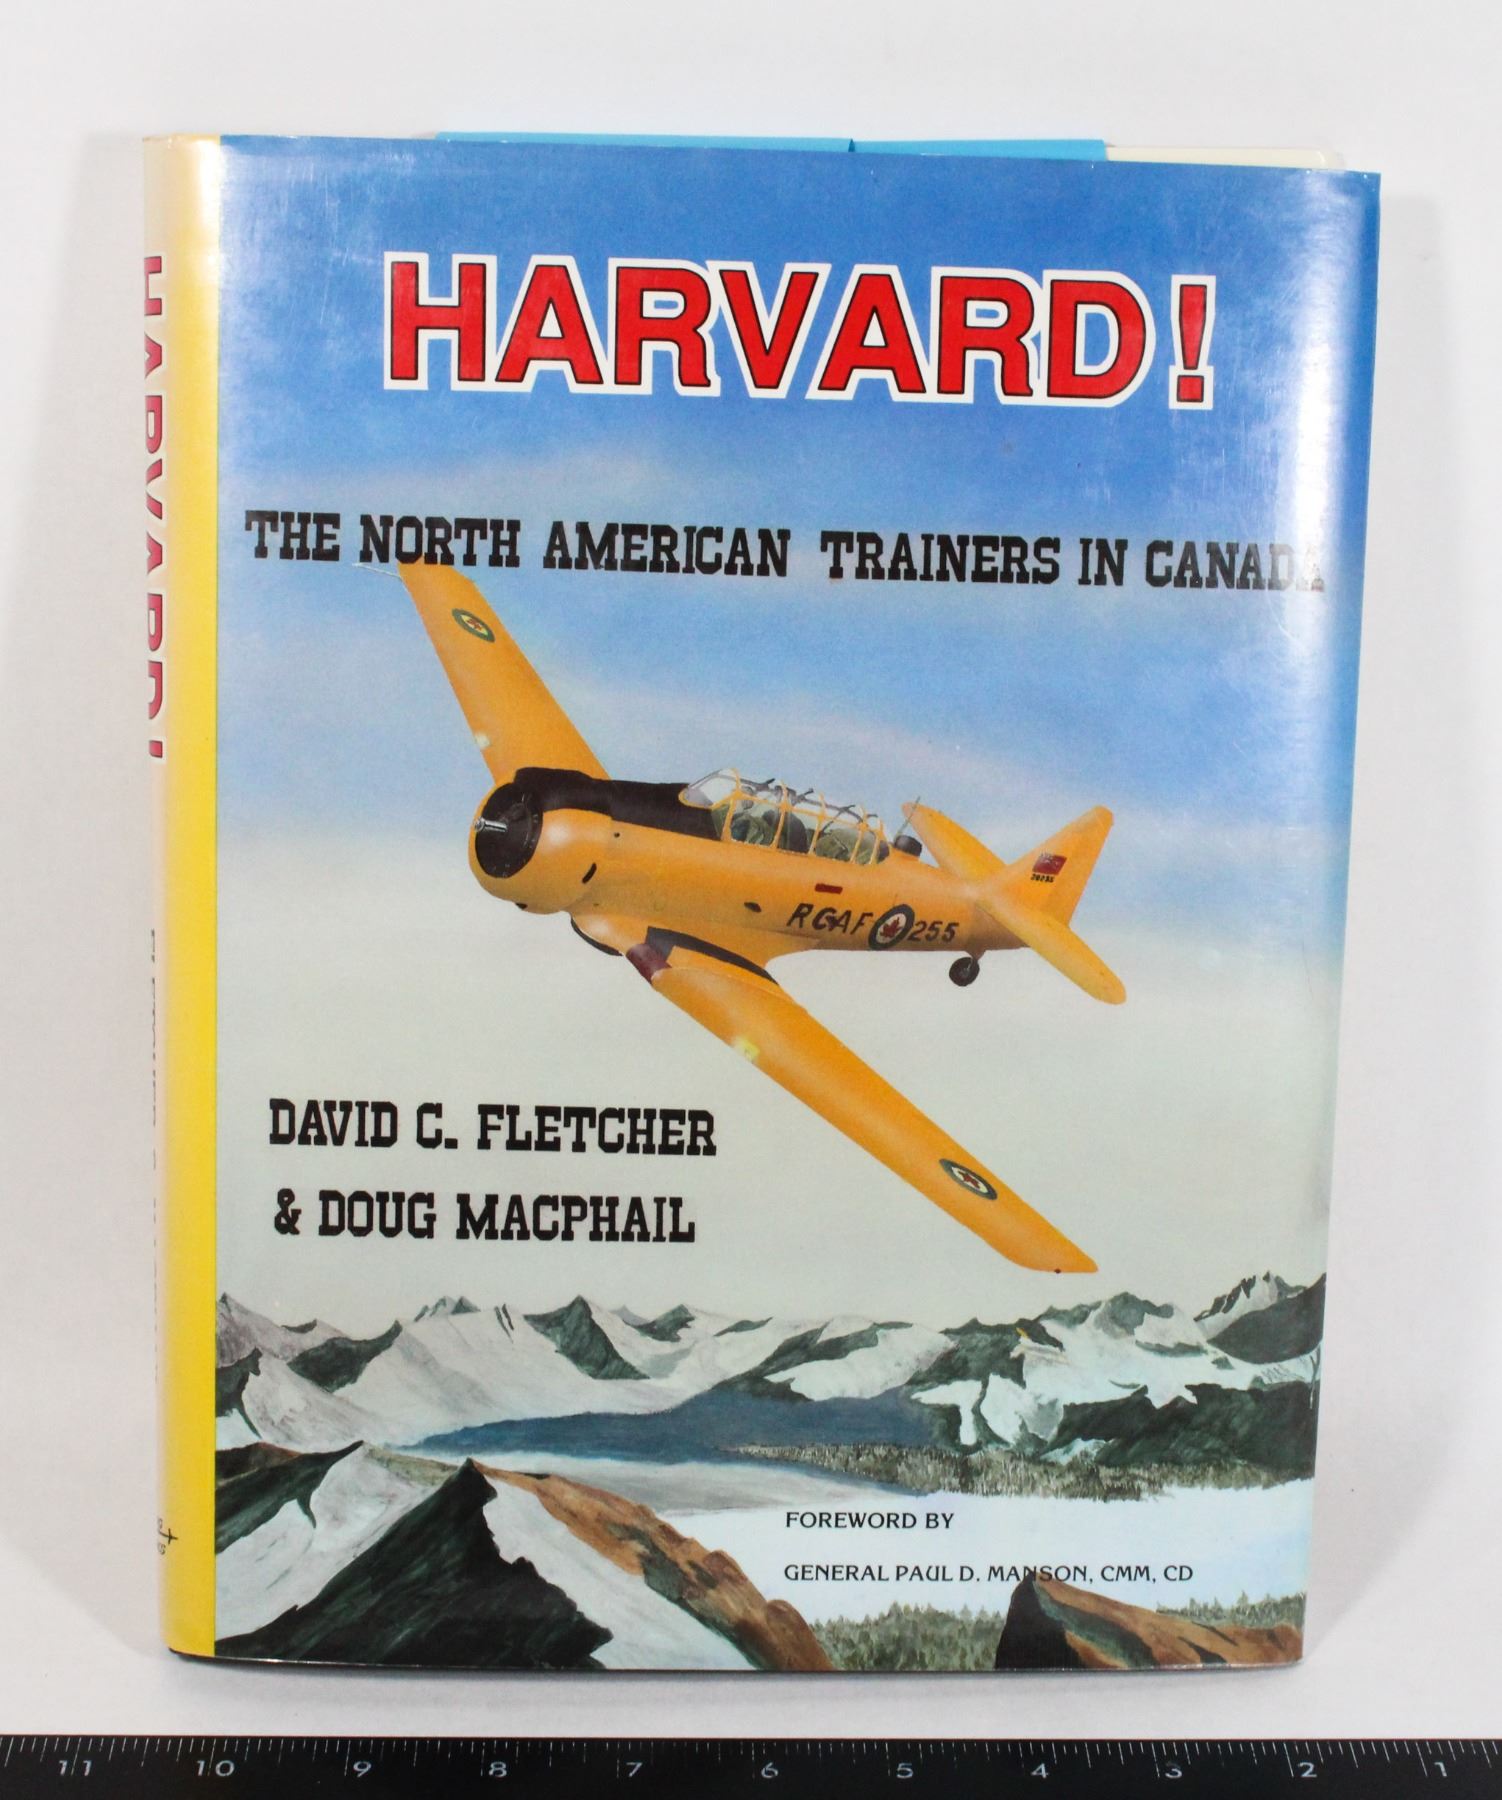 HARVARD!
HARVARD!
THE NORTH AMERICAN TRAINERS IN CANADA
RCAF 255
DAVID C. FLETCHER
& DOUG MACPHAIL
FOREWORD BY
GENERAL PAUL D. MANSON, CMM, CD
11 10 9 8 7 6 5 4 3 2 1